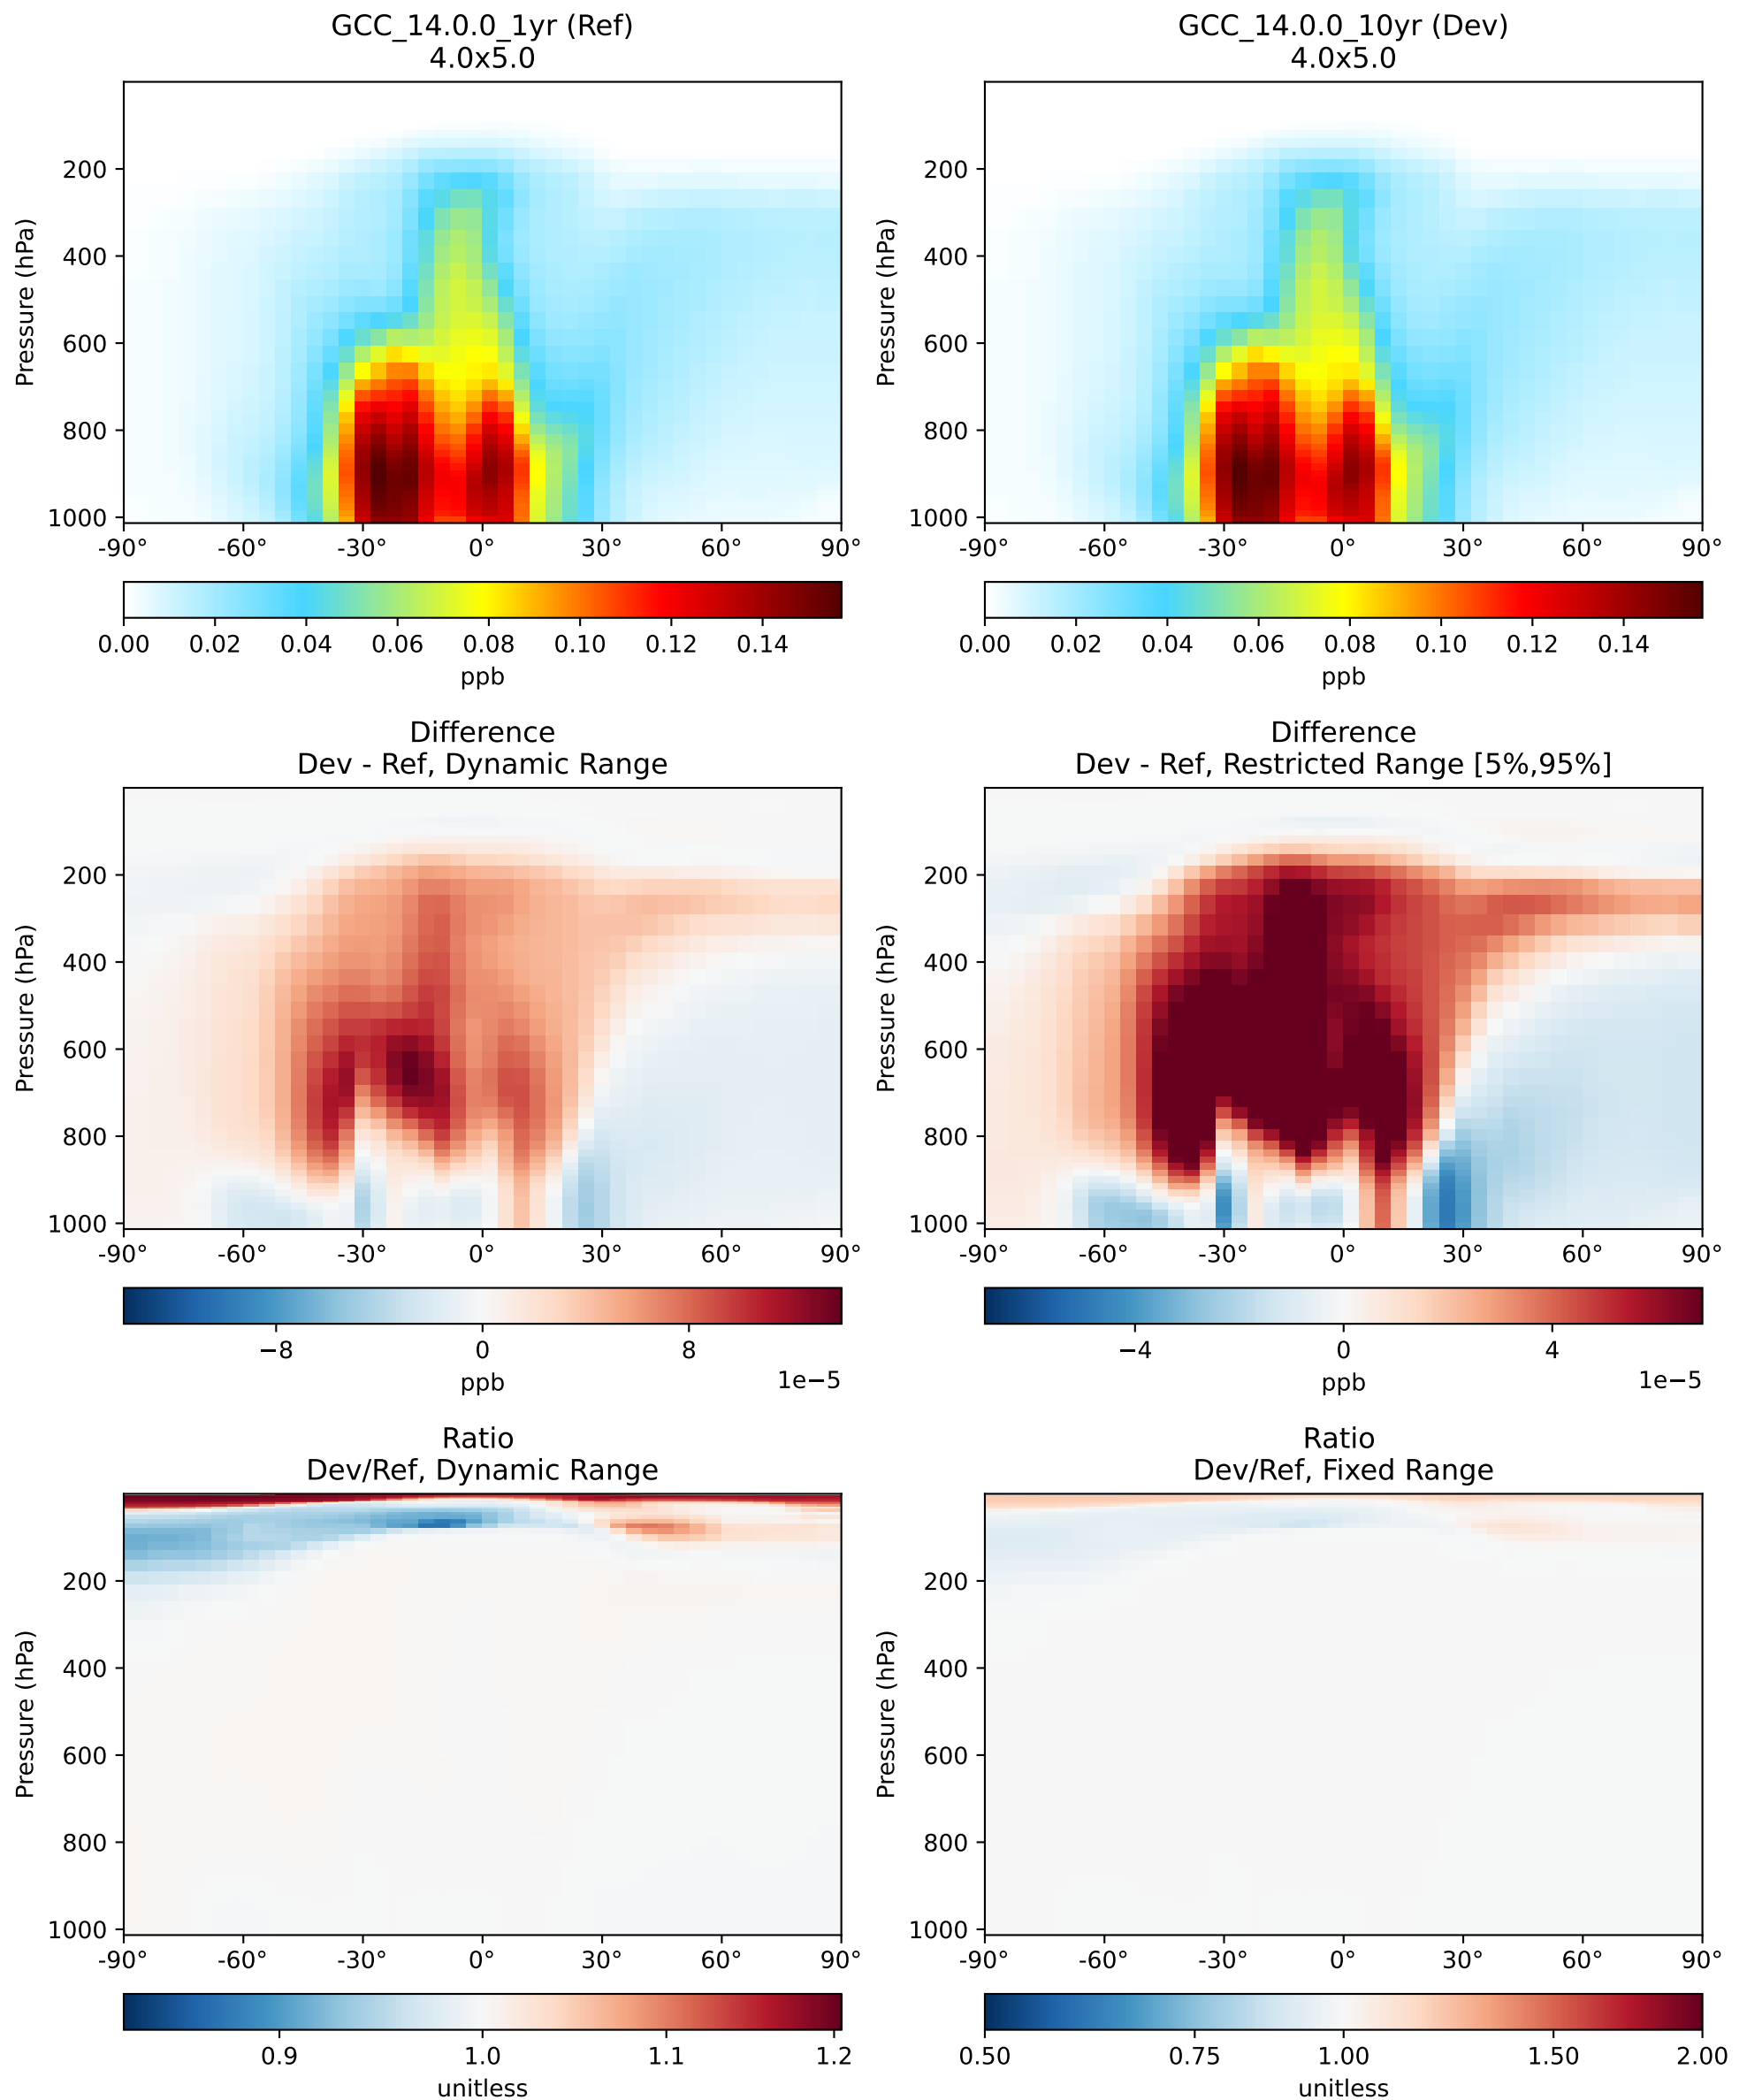 GCC_14.0.0_1yr (Ref)
4.0x5.0
GCC_14.0.0_10yr (Dev)
4.0x5.0
Pressure (hPa)
200
400
600
800
1000
-90° -60° -30° 0° 30° 60° 90°
0.00 0.02 0.04 0.06 0.08 0.10 0.12 0.14
ppb
Pressure (hPa)
200
400
600
800
1000
-90° -60° -30° 0° 30° 60° 90°
0.00 0.02 0.04 0.06 0.08 0.10 0.12 0.14
ppb
Difference
Dev - Ref, Dynamic Range
Pressure (hPa)
200
400
600
800
1000
-90° -60° -30° 0° 30° 60° 90°
−8 0 8
1e−5
ppb
Difference
Dev - Ref, Restricted Range [5%,95%]
Pressure (hPa)
200
400
600
800
1000
-90° -60° -30° 0° 30° 60° 90°
−4 0 4
1e−5
ppb
Ratio
Dev/Ref, Dynamic Range
Pressure (hPa)
200
400
600
800
1000
-90° -60° -30° 0° 30° 60° 90°
0.9 1.0 1.1 1.2
unitless
Ratio
Dev/Ref, Fixed Range
Pressure (hPa)
200
400
600
800
1000
-90° -60° -30° 0° 30° 60° 90°
0.50 0.75 1.00 1.50 2.00
unitless